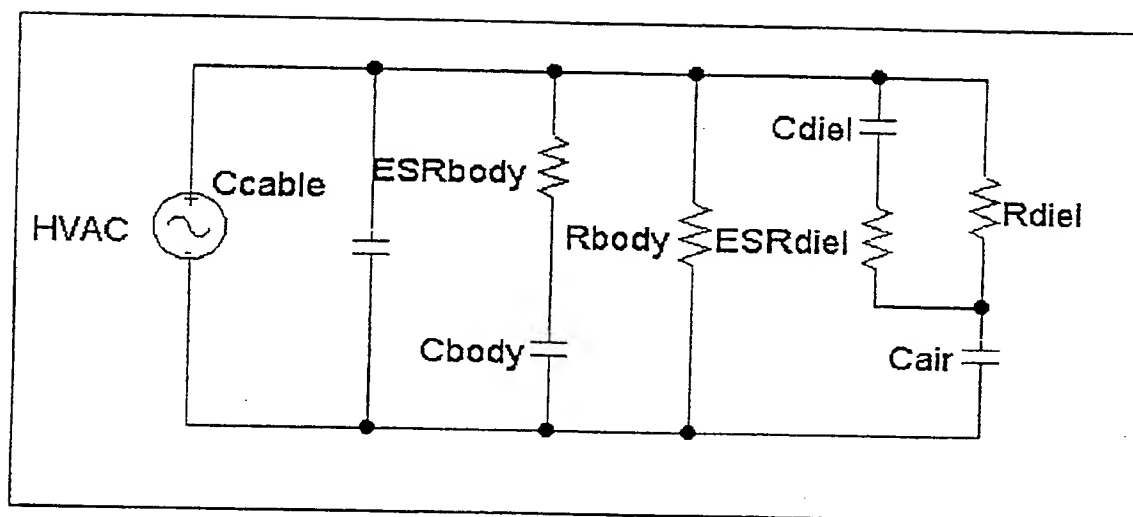 HVAC
Ccable
ESRbody
Cbody
Rbody
Cdiel
ESRdiel
Rdiel
Cair